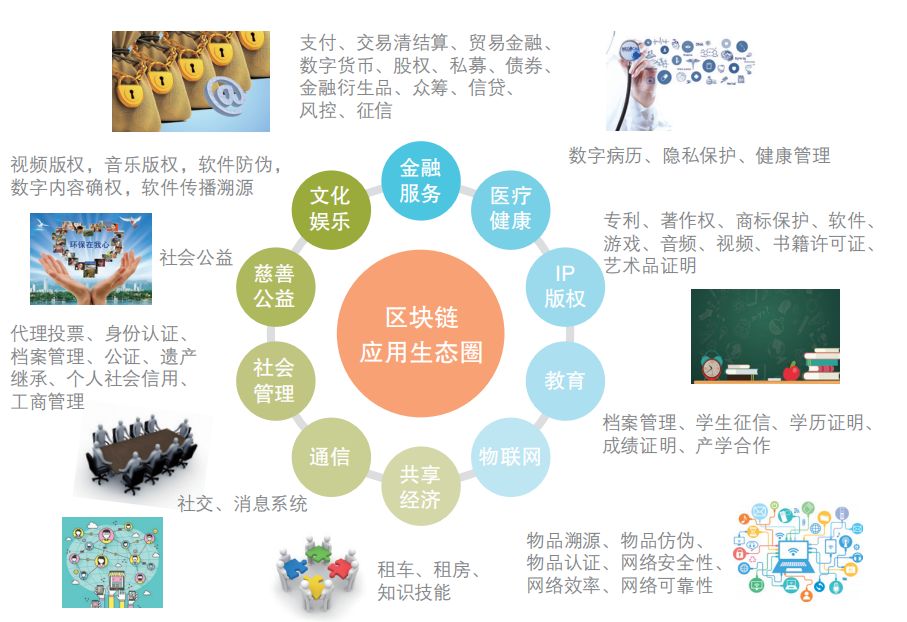 支付、交易清结算、贸易金融、
数字货币、股权、私募、债券、
金融衍生品、众筹、信贷、
风控、征信
数字病历、隐私保护、健康管理
视频版权，音乐版权，软件防伪，
数字内容确权，软件传播溯源
金融
服务
文化
娱乐
医疗
健康
专利、著作权、商标保护、软件、
游戏、音频、视频、书籍许可证、
艺术品证明
环保在我心
社会公益
慈善
公益
IP
版权
区块链
应用生态圈
代理投票、身份认证、
档案管理、公证、遗产
继承、个人社会信用、
工商管理
社会
管理
教育
档案管理、学生征信、学历证明、
成绩证明、产学合作
通信
物联网
共享
经济
社交、消息系统
租车、租房、
知识技能
物品溯源、物品仿伪、
物品认证、网络安全性、
网络效率、网络可靠性